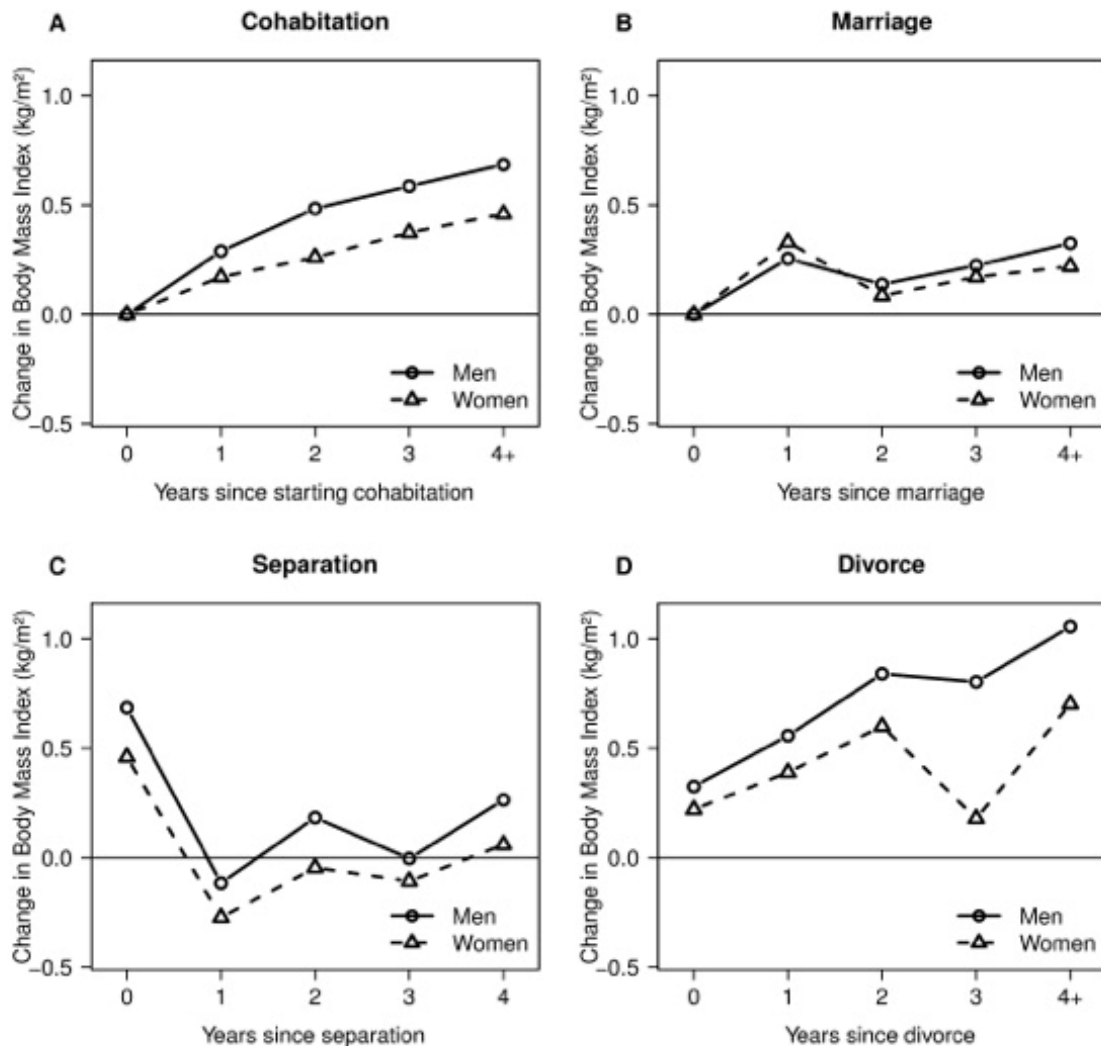 A Cohabitation
Change in Body Mass Index (kg/m²)
1.0
0.5
0.0
−0.5
Men
Women
0 1 2 3 4+
Years since starting cohabitation
B Marriage
Change in Body Mass Index (kg/m²)
1.0
0.5
0.0
−0.5
Men
Women
0 1 2 3 4+
Years since marriage
C Separation
Change in Body Mass Index (kg/m²)
1.0
0.5
0.0
−0.5
Men
Women
0 1 2 3 4
Years since separation
D Divorce
Change in Body Mass Index (kg/m²)
1.0
0.5
0.0
−0.5
Men
Women
0 1 2 3 4+
Years since divorce